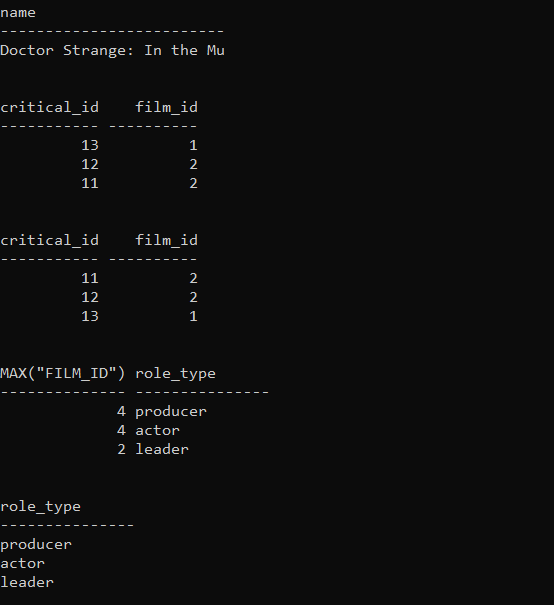 name
-------------------------
Doctor Strange: In the Mu
critical_id    film_id
----------- ----------
         13          1
         12          2
         11          2
critical_id    film_id
----------- ----------
         11          2
         12          2
         13          1
MAX("FILM_ID") role_type
-------------- ---------------
             4 producer
             4 actor
             2 leader
role_type
---------------
producer
actor
leader